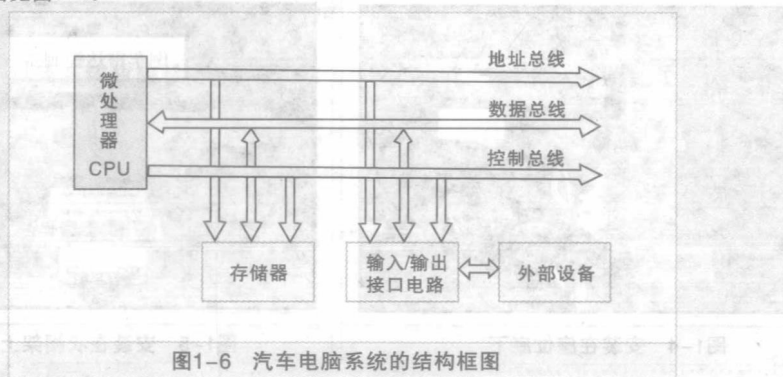 地址总线
微处理器
CPU
数据总线
控制总线
存储器
输入/输出
接口电路
外部设备
图1-6 汽车电脑系统的结构框图